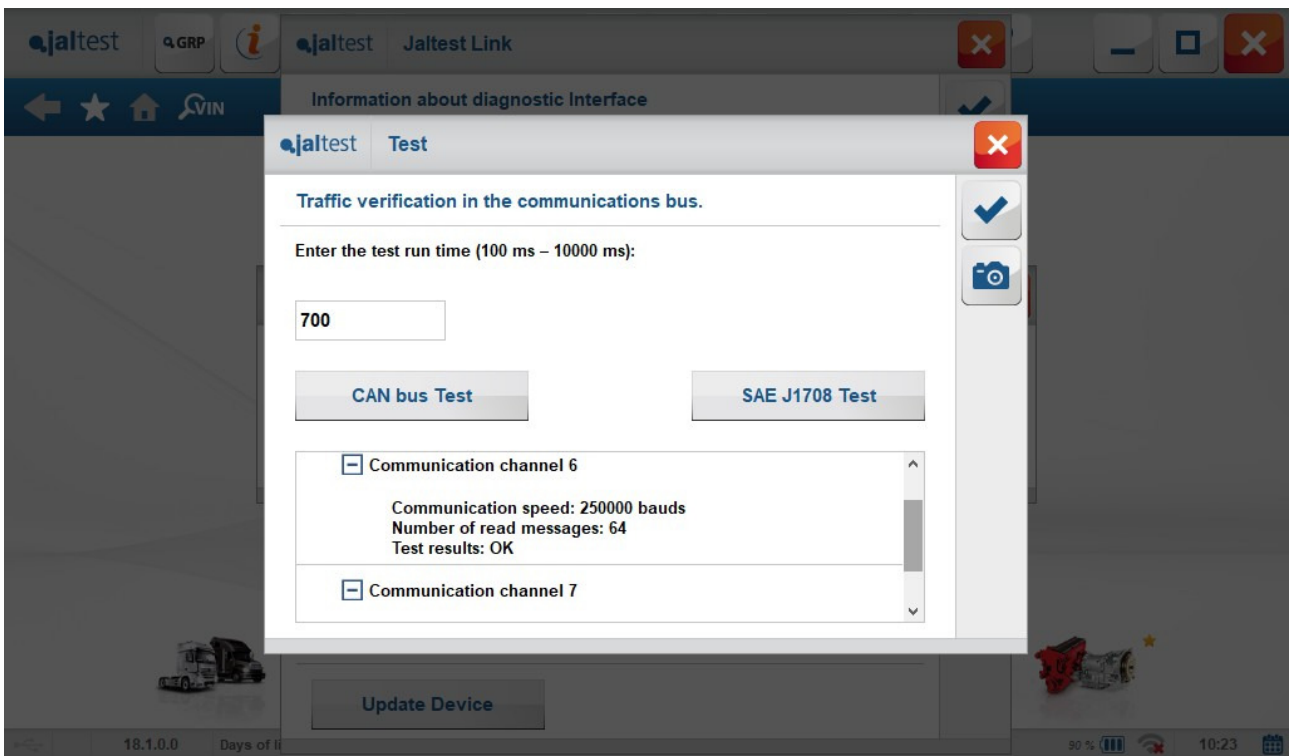 jaltest
GRP
jaltest Jaltest Link
VIN
Information about diagnostic Interface
jaltest Test
Traffic verification in the communications bus.
Enter the test run time (100 ms – 10000 ms):
700
CAN bus Test
SAE J1708 Test
Communication channel 6
Communication speed: 250000 bauds
Number of read messages: 64
Test results: OK
Communication channel 7
Update Device
18.1.0.0 Days of li
90 % 10:23